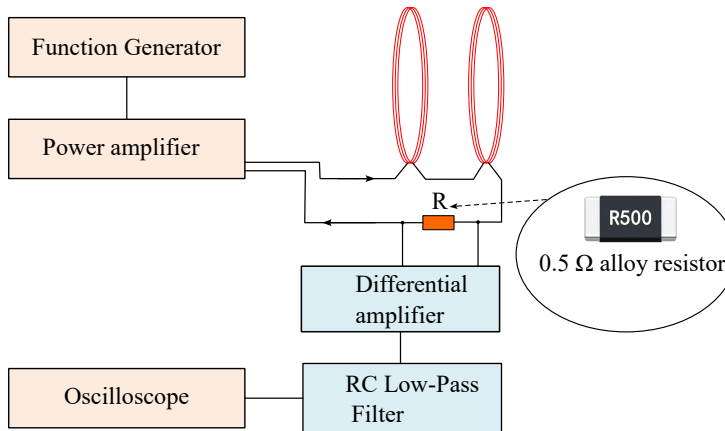 Function Generator
Power amplifier
R
R500
0.5 Ω alloy resistor
Differential
amplifier
Oscilloscope
RC Low-Pass
Filter